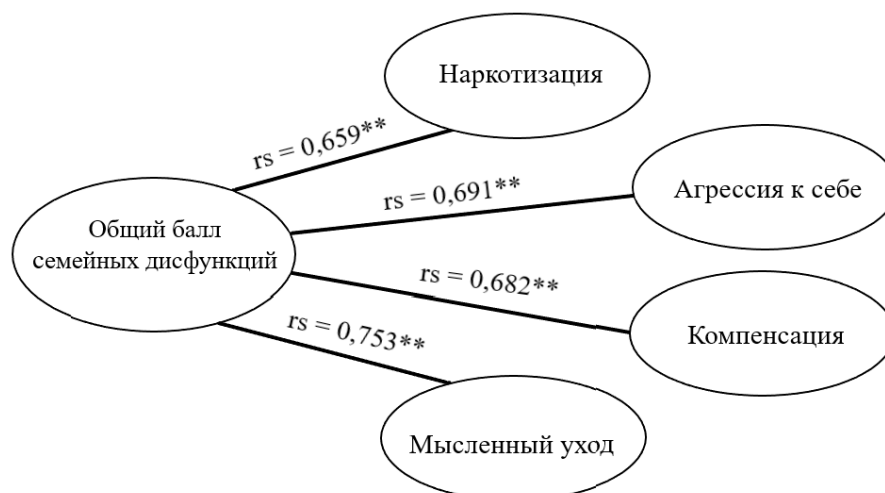 Наркотизация
rs = 0,659**
Агрессия к себе
rs = 0,691**
Общий балл
семейных дисфункций
rs = 0,682**
Компенсация
rs = 0,753**
Мысленный уход